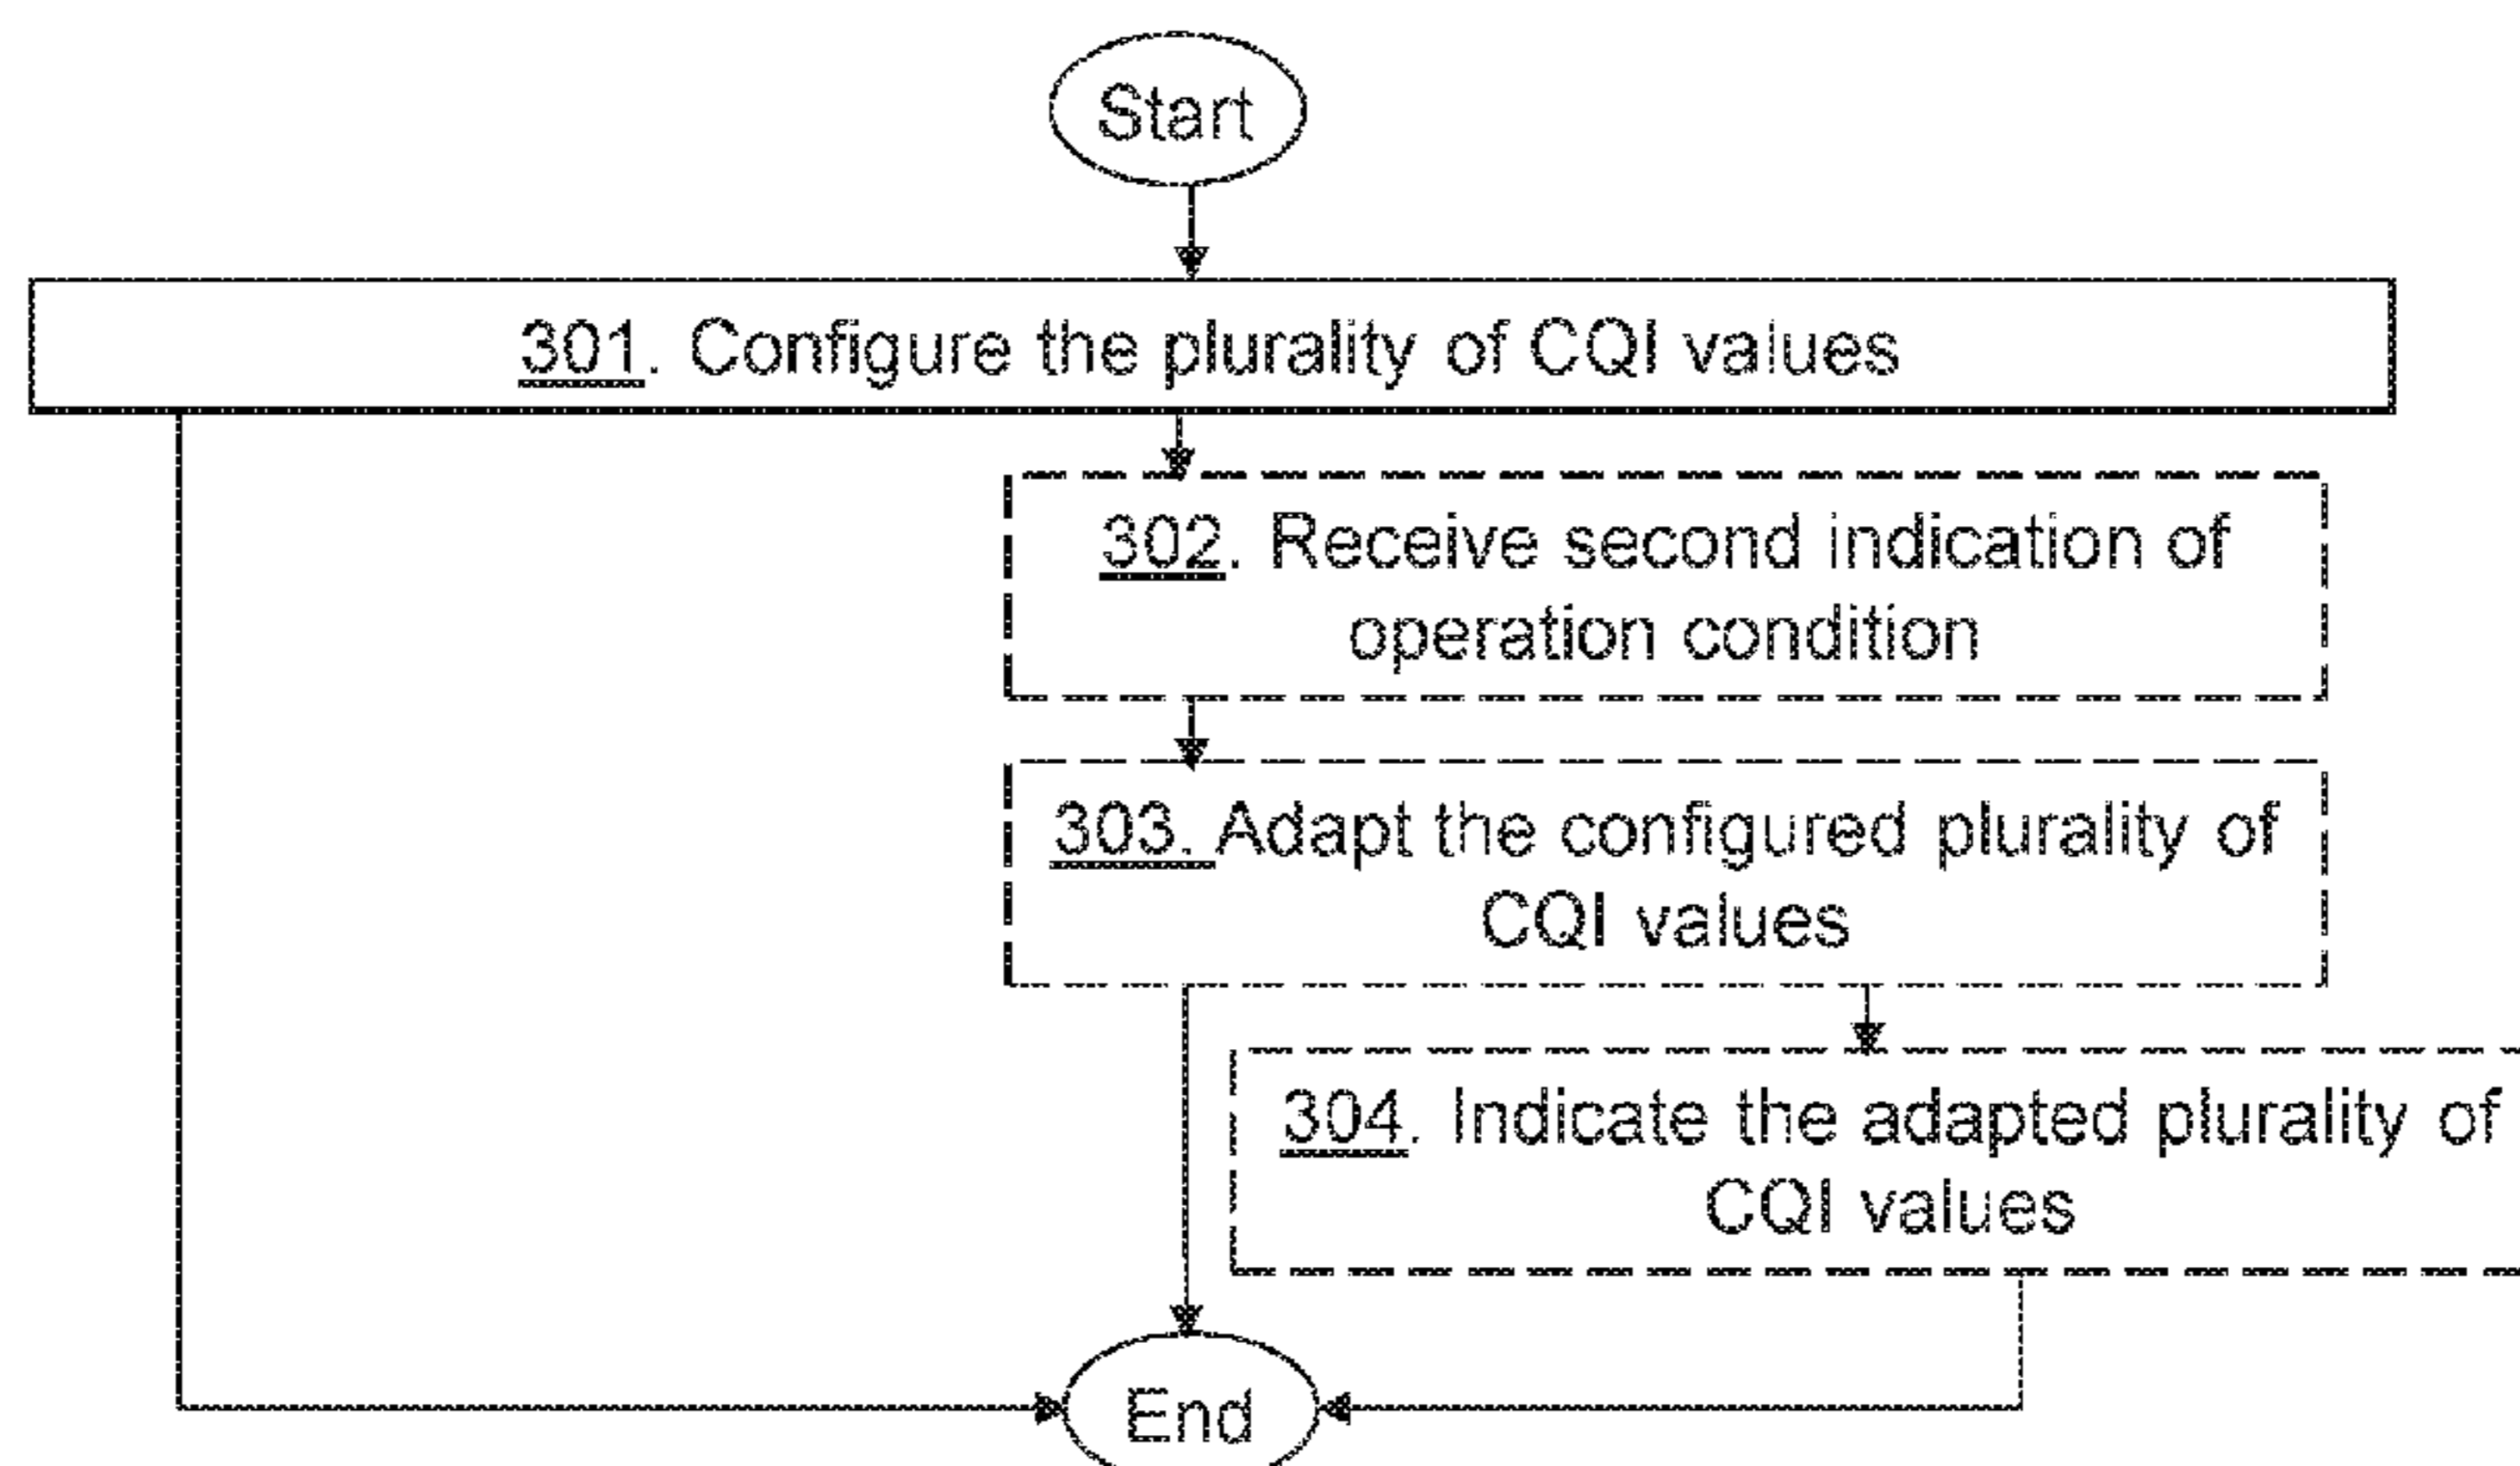 Start
301. Configure the plurality of CQI values
302. Receive second indication of
operation condition
303. Adapt the configured plurality of
CQI values
304. Indicate the adapted plurality of
CQI values
End